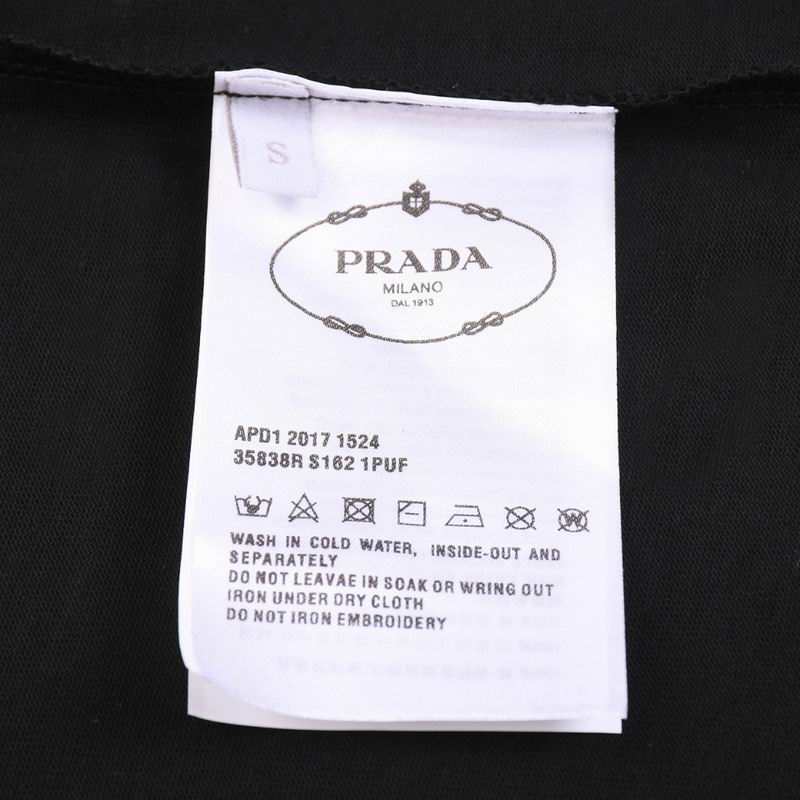 S
PRADA
MILANO
DAL 1913
APD1 2017 1524
35838R S162 1PUF
WASH IN COLD WATER, INSIDE-OUT AND
SEPARATELY
DO NOT LEAVAE IN SOAK OR WRING OUT
IRON UNDER DRY CLOTH
DO NOT IRON EMBROIDERY